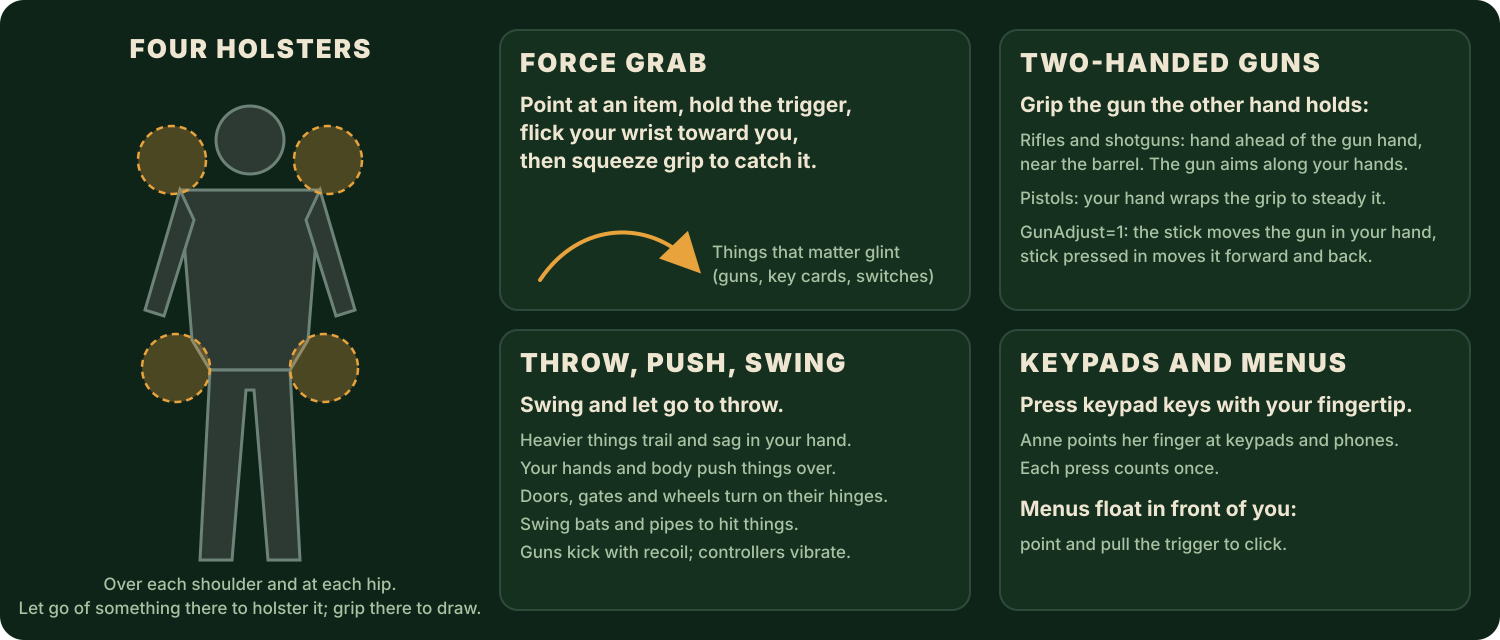 FOUR HOLSTERS
Over each shoulder and at each hip.
Let go of something there to holster it; grip there to draw.
FORCE GRAB
Point at an item, hold the trigger,
flick your wrist toward you,
then squeeze grip to catch it.
Things that matter glint
(guns, key cards, switches)
TWO-HANDED GUNS
Grip the gun the other hand holds:
Rifles and shotguns: hand ahead of the gun hand,
near the barrel. The gun aims along your hands.
Pistols: your hand wraps the grip to steady it.
GunAdjust=1: the stick moves the gun in your hand,
stick pressed in moves it forward and back.
THROW, PUSH, SWING
Swing and let go to throw.
Heavier things trail and sag in your hand.
Your hands and body push things over.
Doors, gates and wheels turn on their hinges.
Swing bats and pipes to hit things.
Guns kick with recoil; controllers vibrate.
KEYPADS AND MENUS
Press keypad keys with your fingertip.
Anne points her finger at keypads and phones.
Each press counts once.
Menus float in front of you:
point and pull the trigger to click.